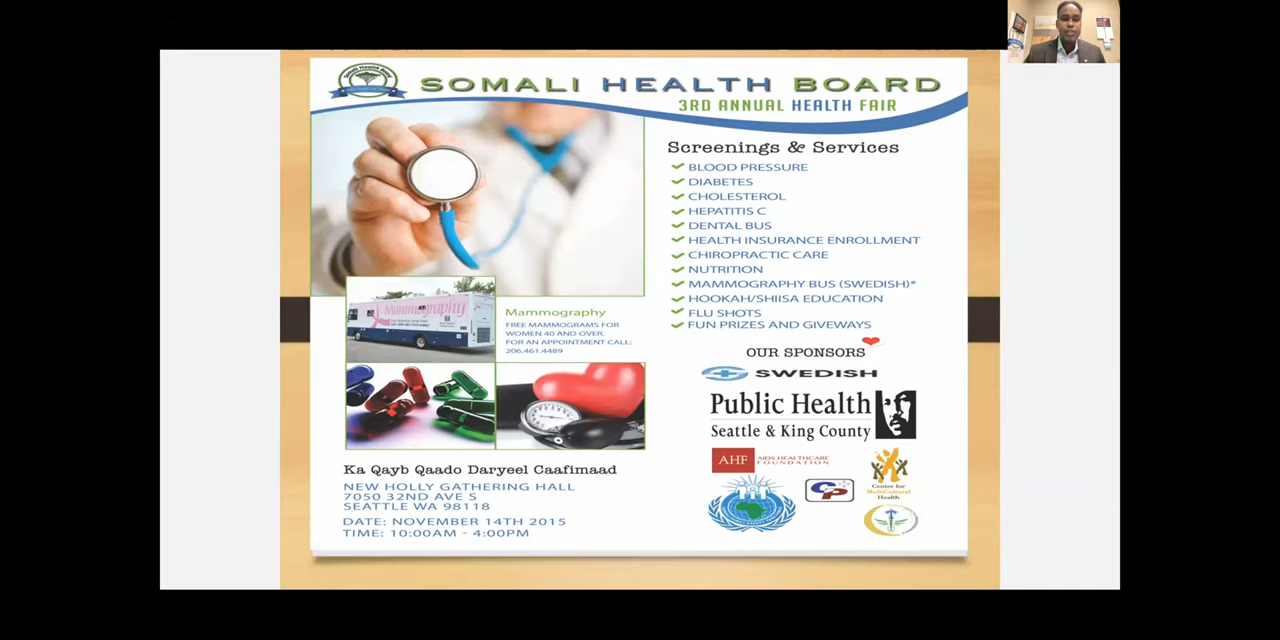 SOMALI HEALTH BOARD
3RD ANNUAL HEALTH FAIR
Somali Health Board
Screenings & Services
BLOOD PRESSURE
DIABETES
CHOLESTEROL
HEPATITIS C
DENTAL BUS
HEALTH INSURANCE ENROLLMENT
CHIROPRACTIC CARE
NUTRITION
MAMMOGRAPHY BUS (SWEDISH)*
HOOKAH/SHIISA EDUCATION
FLU SHOTS
FUN PRIZES AND GIVEWAYS
Mammography
Mammography
FREE MAMMOGRAMS FOR
WOMEN 40 AND OVER.
FOR AN APPOINTMENT CALL:
206.461.4489
OUR SPONSORS
SWEDISH
Public Health
Seattle & King County
AHF AIDS HEALTHCARE
FOUNDATION
Center for
MultiCultural
Health
CP
Ka Qayb Qaado Daryeel Caafimaad
NEW HOLLY GATHERING HALL
7050 32ND AVE S
SEATTLE WA 98118
DATE: NOVEMBER 14TH 2015
TIME: 10:00AM - 4:00PM